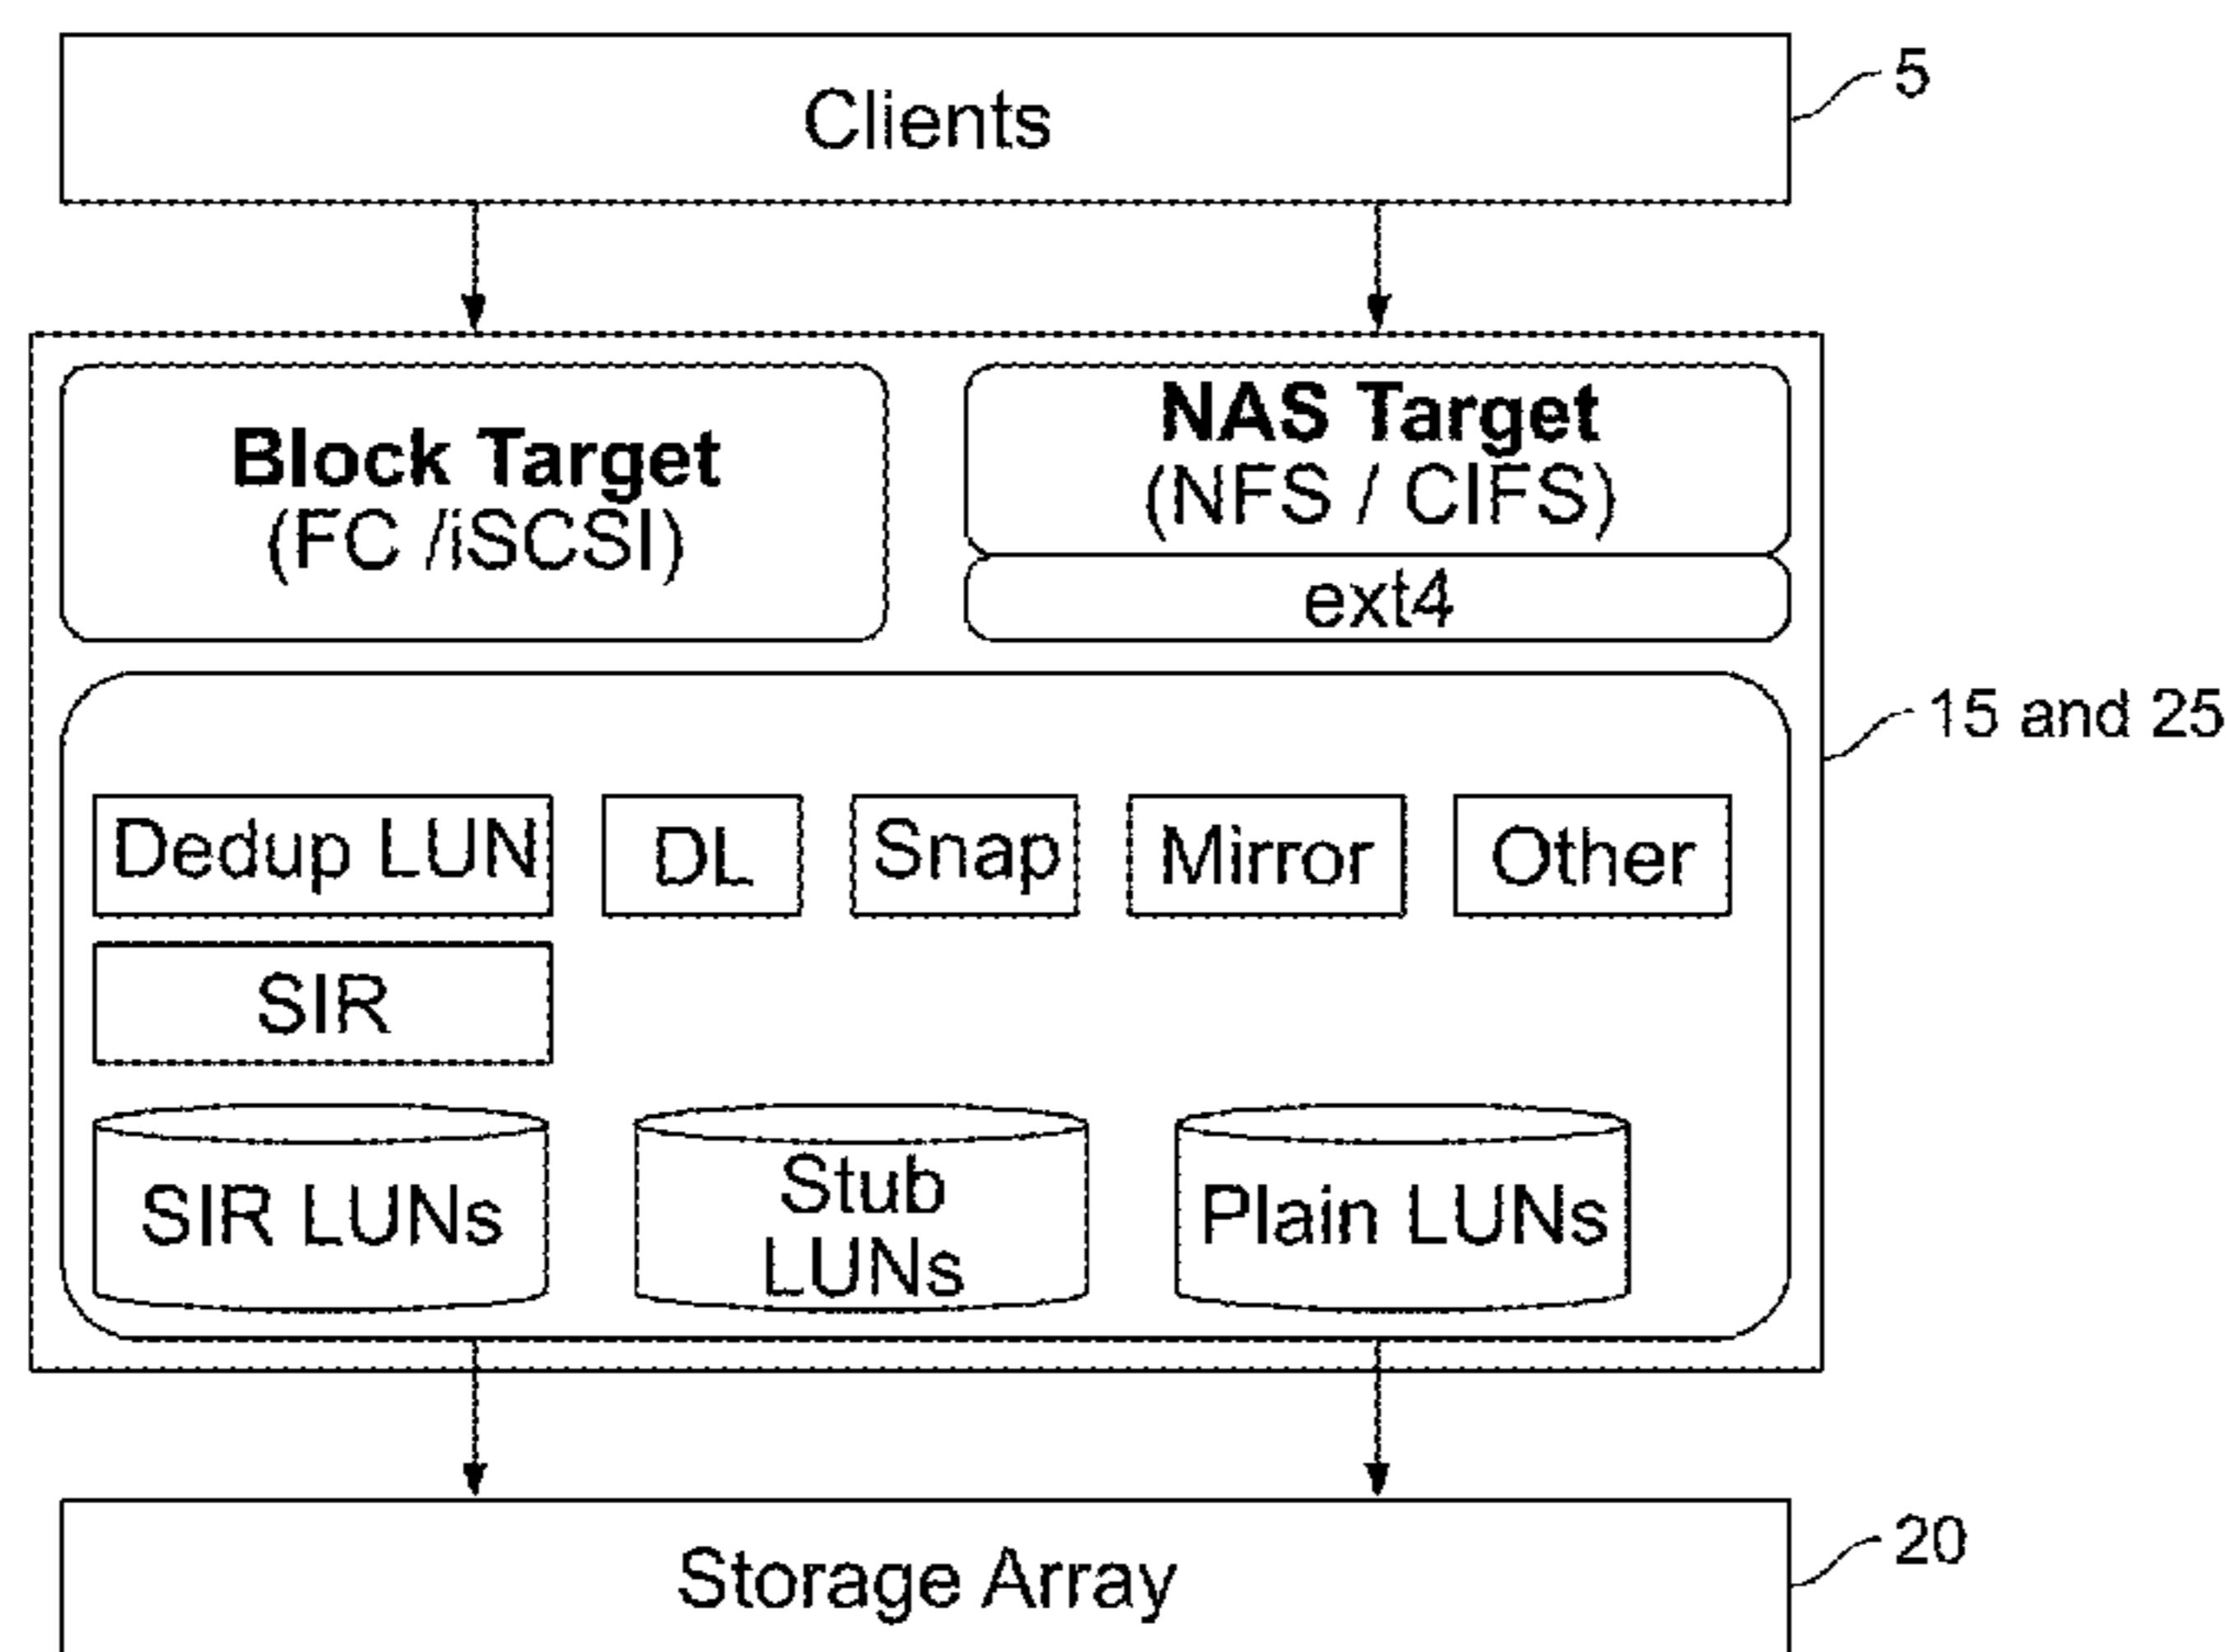 Clients
5
Block Target
(FC /iSCSI)
NAS Target
(NFS / CIFS)
ext4
15 and 25
Dedup LUN
DL
Snap
Mirror
Other
SIR
SIR LUNs
Stub
LUNs
Plain LUNs
Storage Array
20